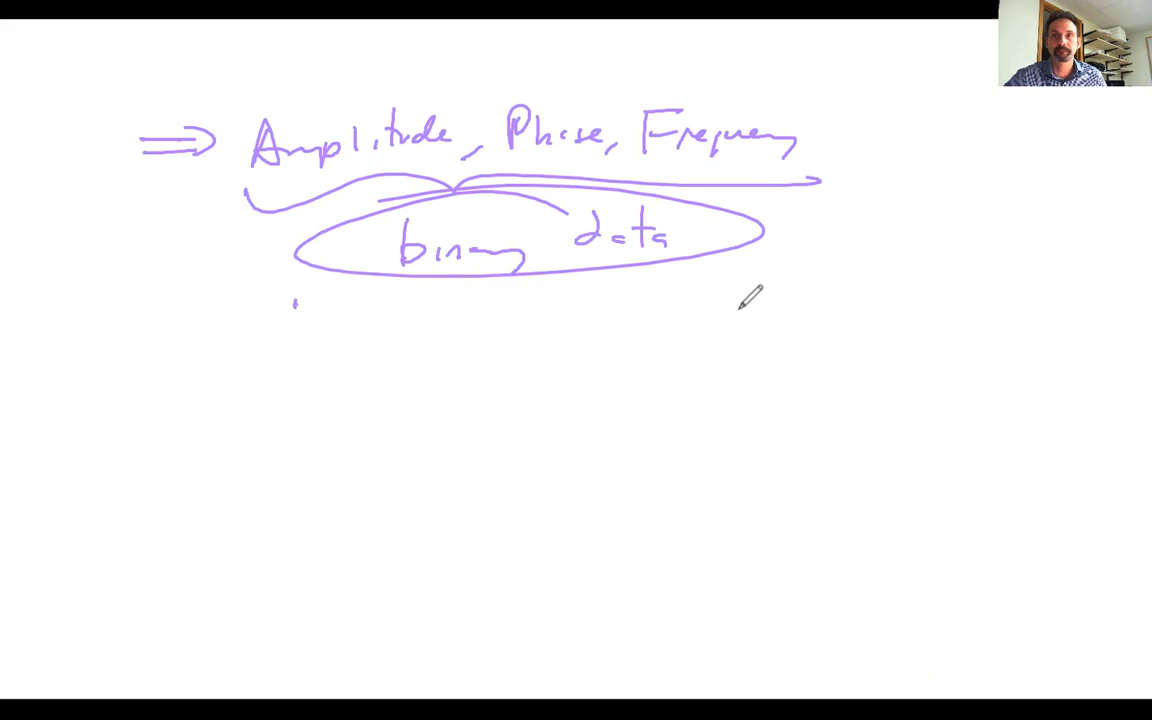 ⇒ Amplitude, Phase, Frequency
binary data